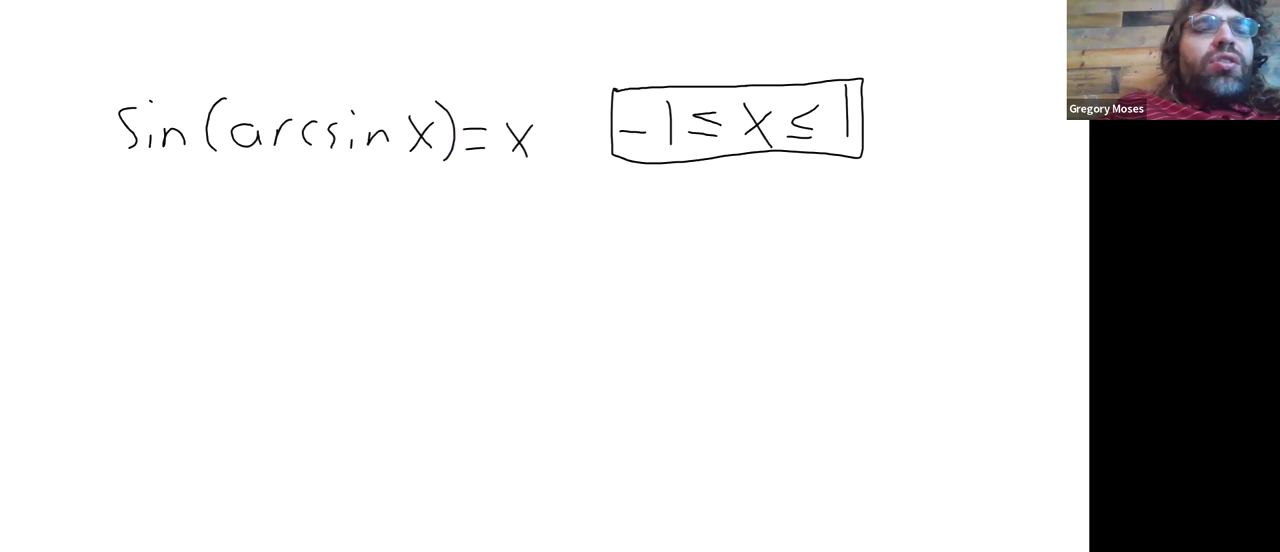 sin(arcsin x) = x   -1 ≤ x ≤ 1
Gregory Moses